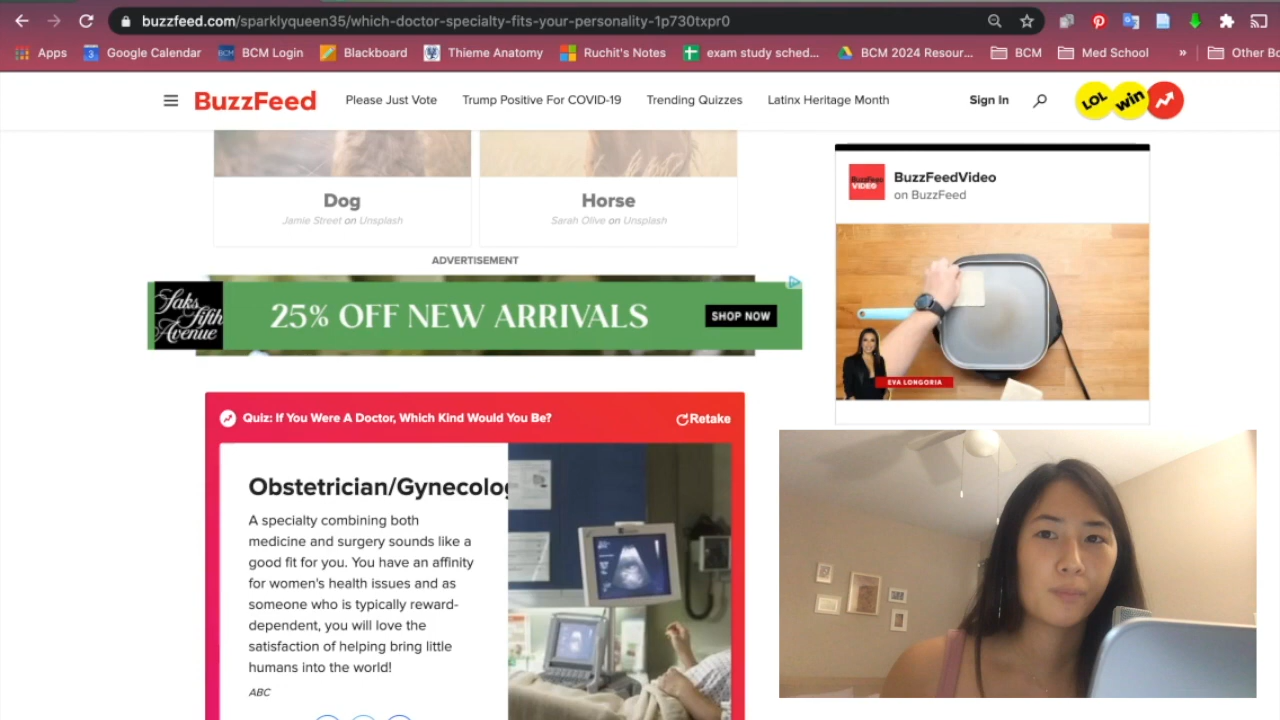 buzzfeed.com/sparklyqueen35/which-doctor-specialty-fits-your-personality-1p730txpr0
Apps
Google Calendar
BCM BCM Login
Blackboard
Thieme Anatomy
Ruchit's Notes
exam study sched...
BCM 2024 Resour...
BCM
Med School
»
Other Bo
BuzzFeed
Please Just Vote
Trump Positive For COVID-19
Trending Quizzes
Latinx Heritage Month
Sign In
LOL
win
Dog
Jamie Street on Unsplash
Horse
Sarah Olive on Unsplash
ADVERTISEMENT
Saks
Fifth
Avenue
25% OFF NEW ARRIVALS
SHOP NOW
BuzzFeed
VIDEO
BuzzFeedVideo
on BuzzFeed
EVA LONGORIA
Quiz: If You Were A Doctor, Which Kind Would You Be?
Retake
Obstetrician/Gynecolog
A specialty combining both
medicine and surgery sounds like a
good fit for you. You have an affinity
for women's health issues and as
someone who is typically reward-
dependent, you will love the
satisfaction of helping bring little
humans into the world!
ABC